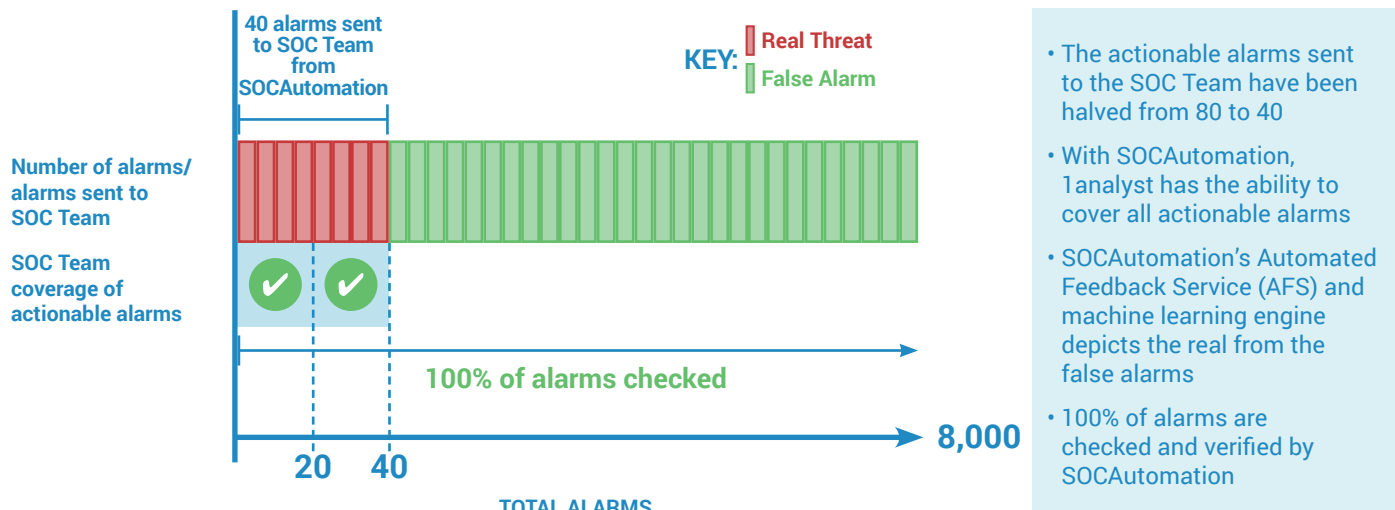 40 alarms sent
to SOC Team
from
SOCAutomation
KEY:
Real Threat
False Alarm
Number of alarms/
alarms sent to
SOC Team
SOC Team
coverage of
actionable alarms
100% of alarms checked
8,000
20
40
TOTAL ALARMS
• The actionable alarms sent
to the SOC Team have been
halved from 80 to 40
• With SOCAutomation,
1analyst has the ability to
cover all actionable alarms
• SOCAutomation’s Automated
Feedback Service (AFS) and
machine learning engine
depicts the real from the
false alarms
• 100% of alarms are
checked and verified by
SOCAutomation